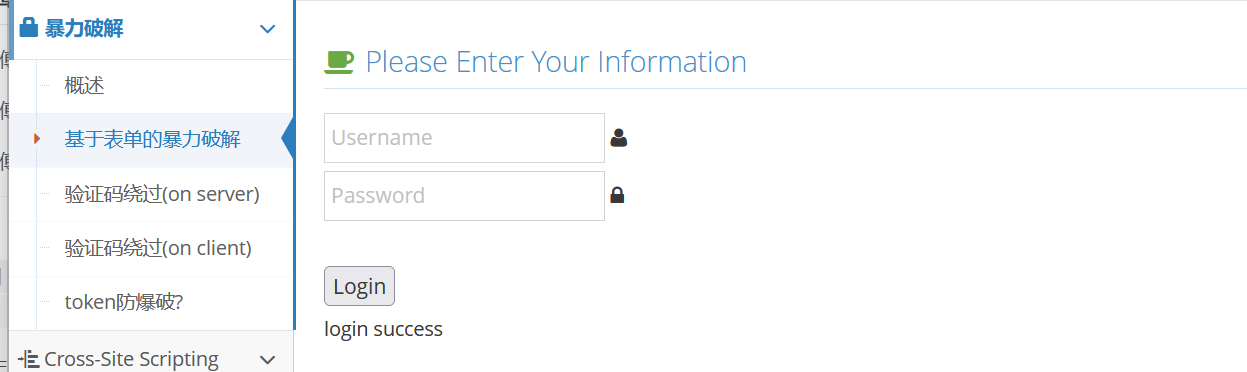 暴力破解
概述
基于表单的暴力破解
验证码绕过(on server)
验证码绕过(on client)
token防爆破?
Cross-Site Scripting
Please Enter Your Information
Username
Password
Login
login success